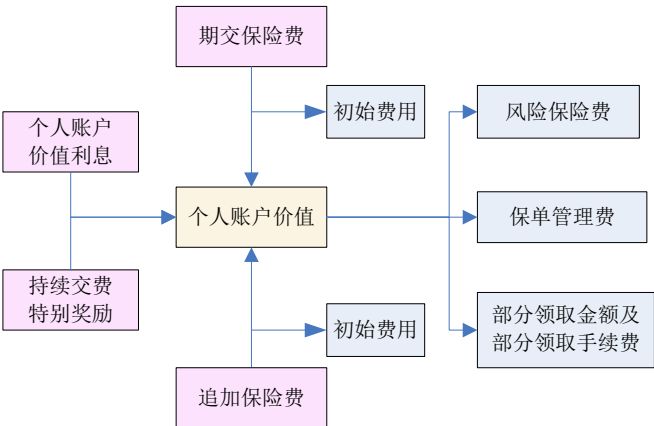 期交保险费
初始费用
风险保险费
个人账户
价值利息
个人账户价值
保单管理费
持续交费
特别奖励
初始费用
部分领取金额及
部分领取手续费
追加保险费